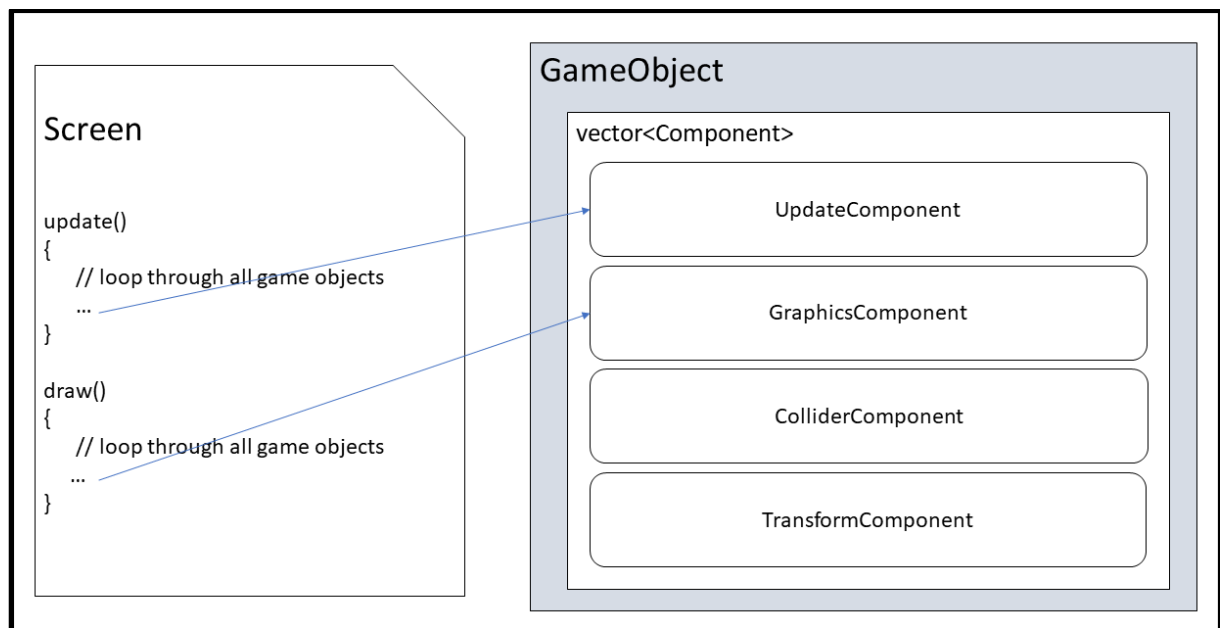 Screen
update()
{
// loop through all game objects
...
}
draw()
{
// loop through all game objects
...
}
GameObject
vector<Component>
UpdateComponent
GraphicsComponent
ColliderComponent
TransformComponent